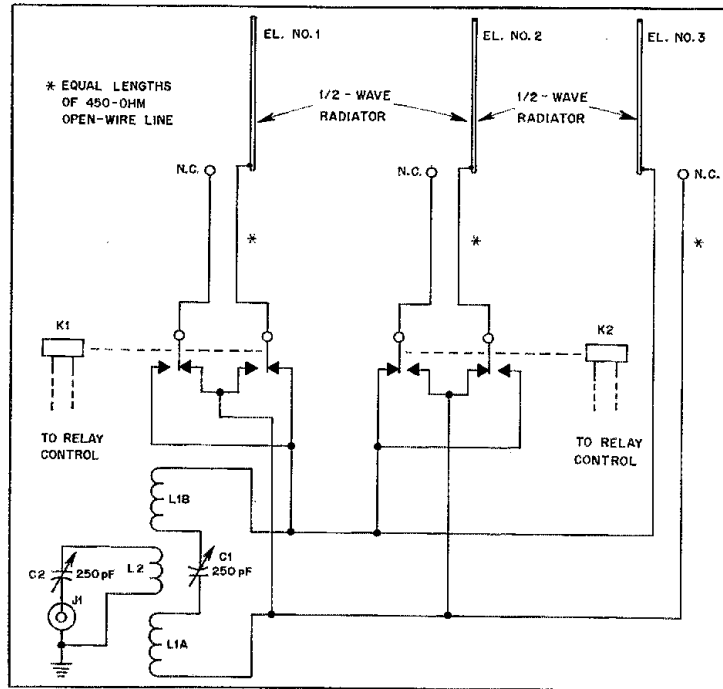 EL. NO. 1
EL. NO. 2
EL. NO. 3
* EQUAL LENGTHS
OF 450-OHM
OPEN-WIRE LINE
1/2 - WAVE
RADIATOR
1/2 - WAVE
RADIATOR
N.C.
N.C.
N.C.
*
*
*
K1
K2
TO RELAY
CONTROL
TO RELAY
CONTROL
L1B
C1
250 pF
L2
C2
250 pF
J1
L1A